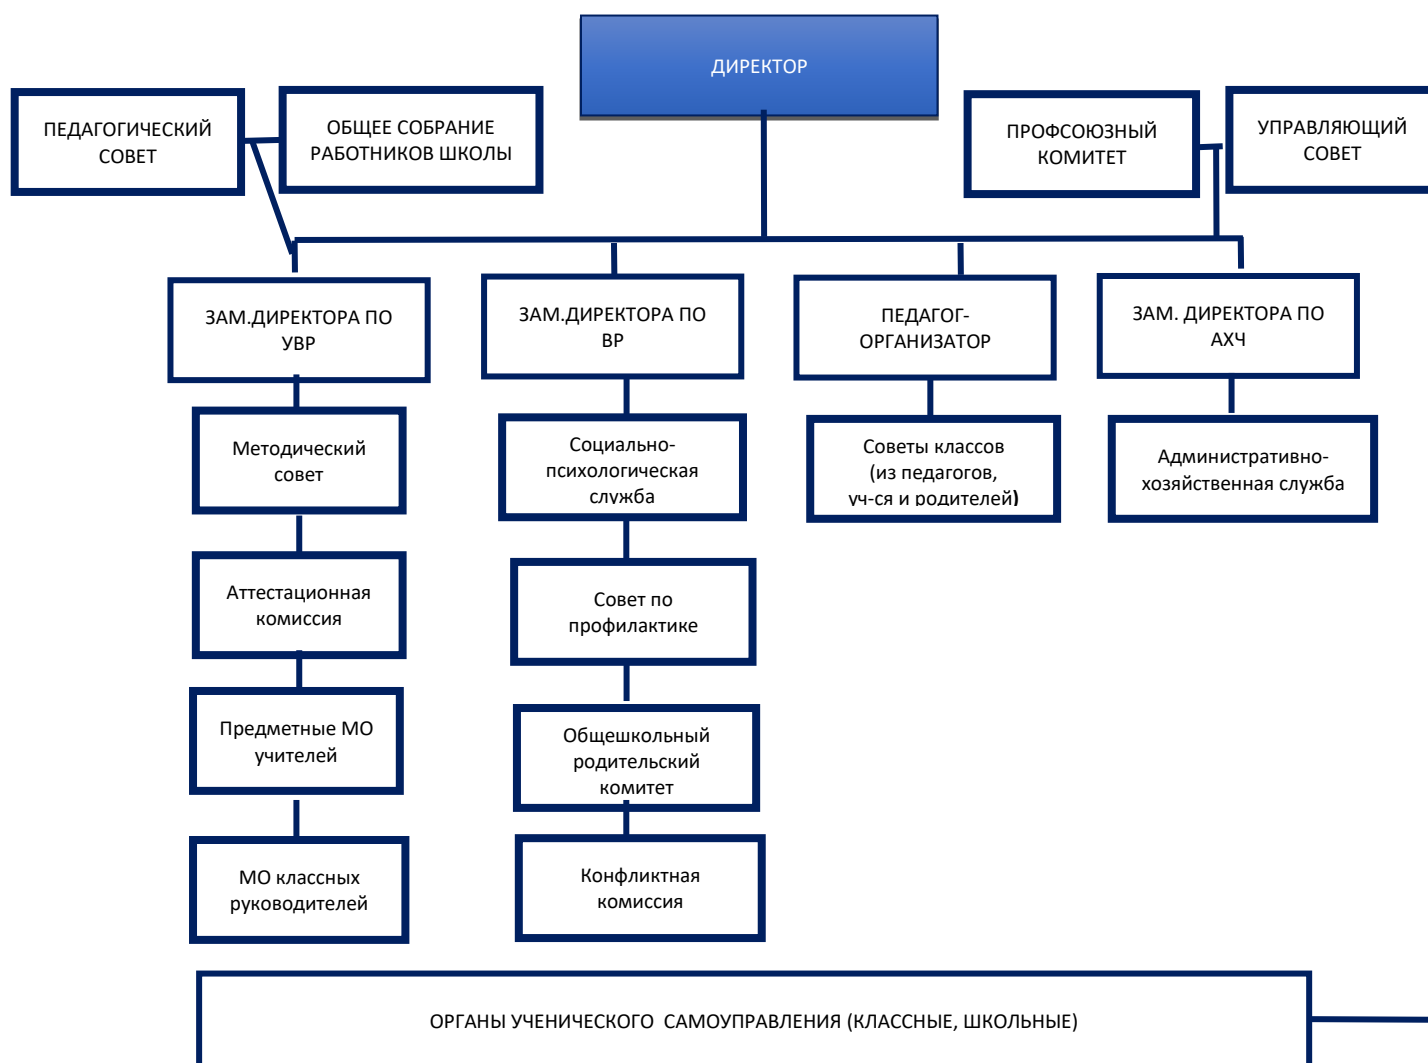 ДИРЕКТОР
ПЕДАГОГИЧЕСКИЙ
СОВЕТ
ОБЩЕЕ СОБРАНИЕ
РАБОТНИКОВ ШКОЛЫ
ПРОФСОЮЗНЫЙ
КОМИТЕТ
УПРАВЛЯЮЩИЙ
СОВЕТ
ЗАМ.ДИРЕКТОРА ПО
УВР
ЗАМ.ДИРЕКТОРА ПО
ВР
ПЕДАГОГ-
ОРГАНИЗАТОР
ЗАМ. ДИРЕКТОРА ПО
АХЧ
Методический
совет
Социально-
психологическая
служба
Советы классов
(из педагогов,
уч-ся и родителей)
Административно-
хозяйственная служба
Аттестационная
комиссия
Совет по
профилактике
Предметные МО
учителей
Общешкольный
родительский
комитет
МО классных
руководителей
Конфликтная
комиссия
ОРГАНЫ УЧЕНИЧЕСКОГО САМОУПРАВЛЕНИЯ (КЛАССНЫЕ, ШКОЛЬНЫЕ)